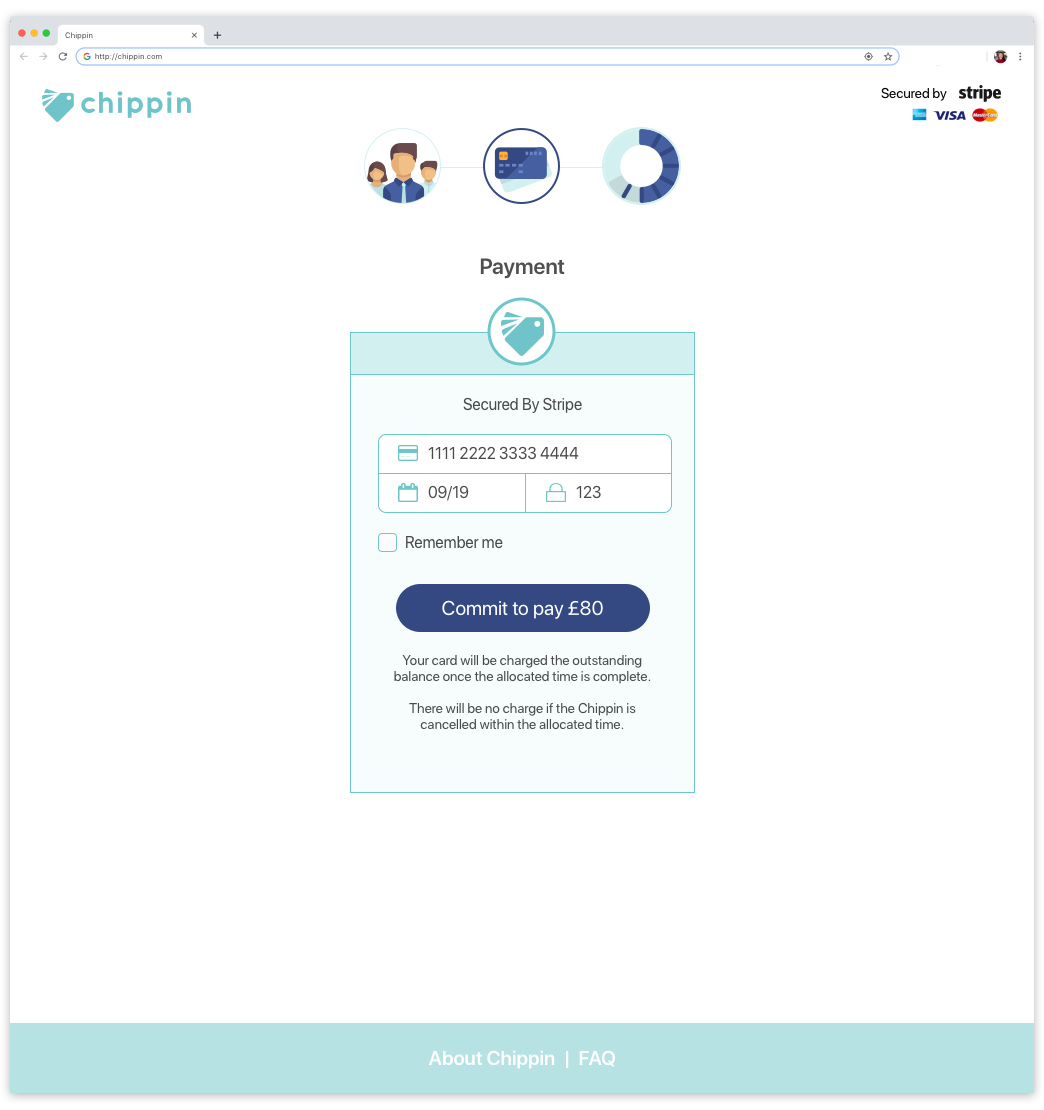 Chippin
http://chippin.com
chippin
Secured by stripe
VISA MasterCard
Payment
Secured By Stripe
1111 2222 3333 4444
09/19
123
Remember me
Commit to pay £80
Your card will be charged the outstanding
balance once the allocated time is complete.
There will be no charge if the Chippin is
cancelled within the allocated time.
About Chippin | FAQ